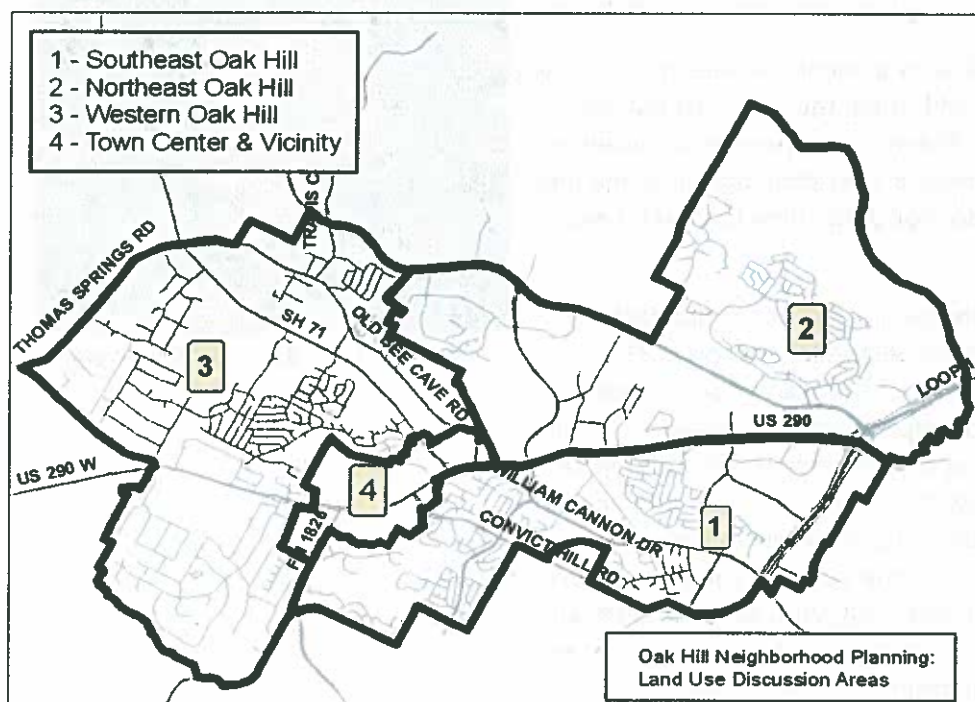 1 - Southeast Oak Hill
2 - Northeast Oak Hill
3 - Western Oak Hill
4 - Town Center & Vicinity
THOMAS SPRINGS RD
SH 71
OLD BEE CAVE RD
2
3
LOOP
US 290
US 290 W
4
WILLIAM CANNON DR
1
CONVICT HILL RD
FM 1826
Oak Hill Neighborhood Planning:
Land Use Discussion Areas